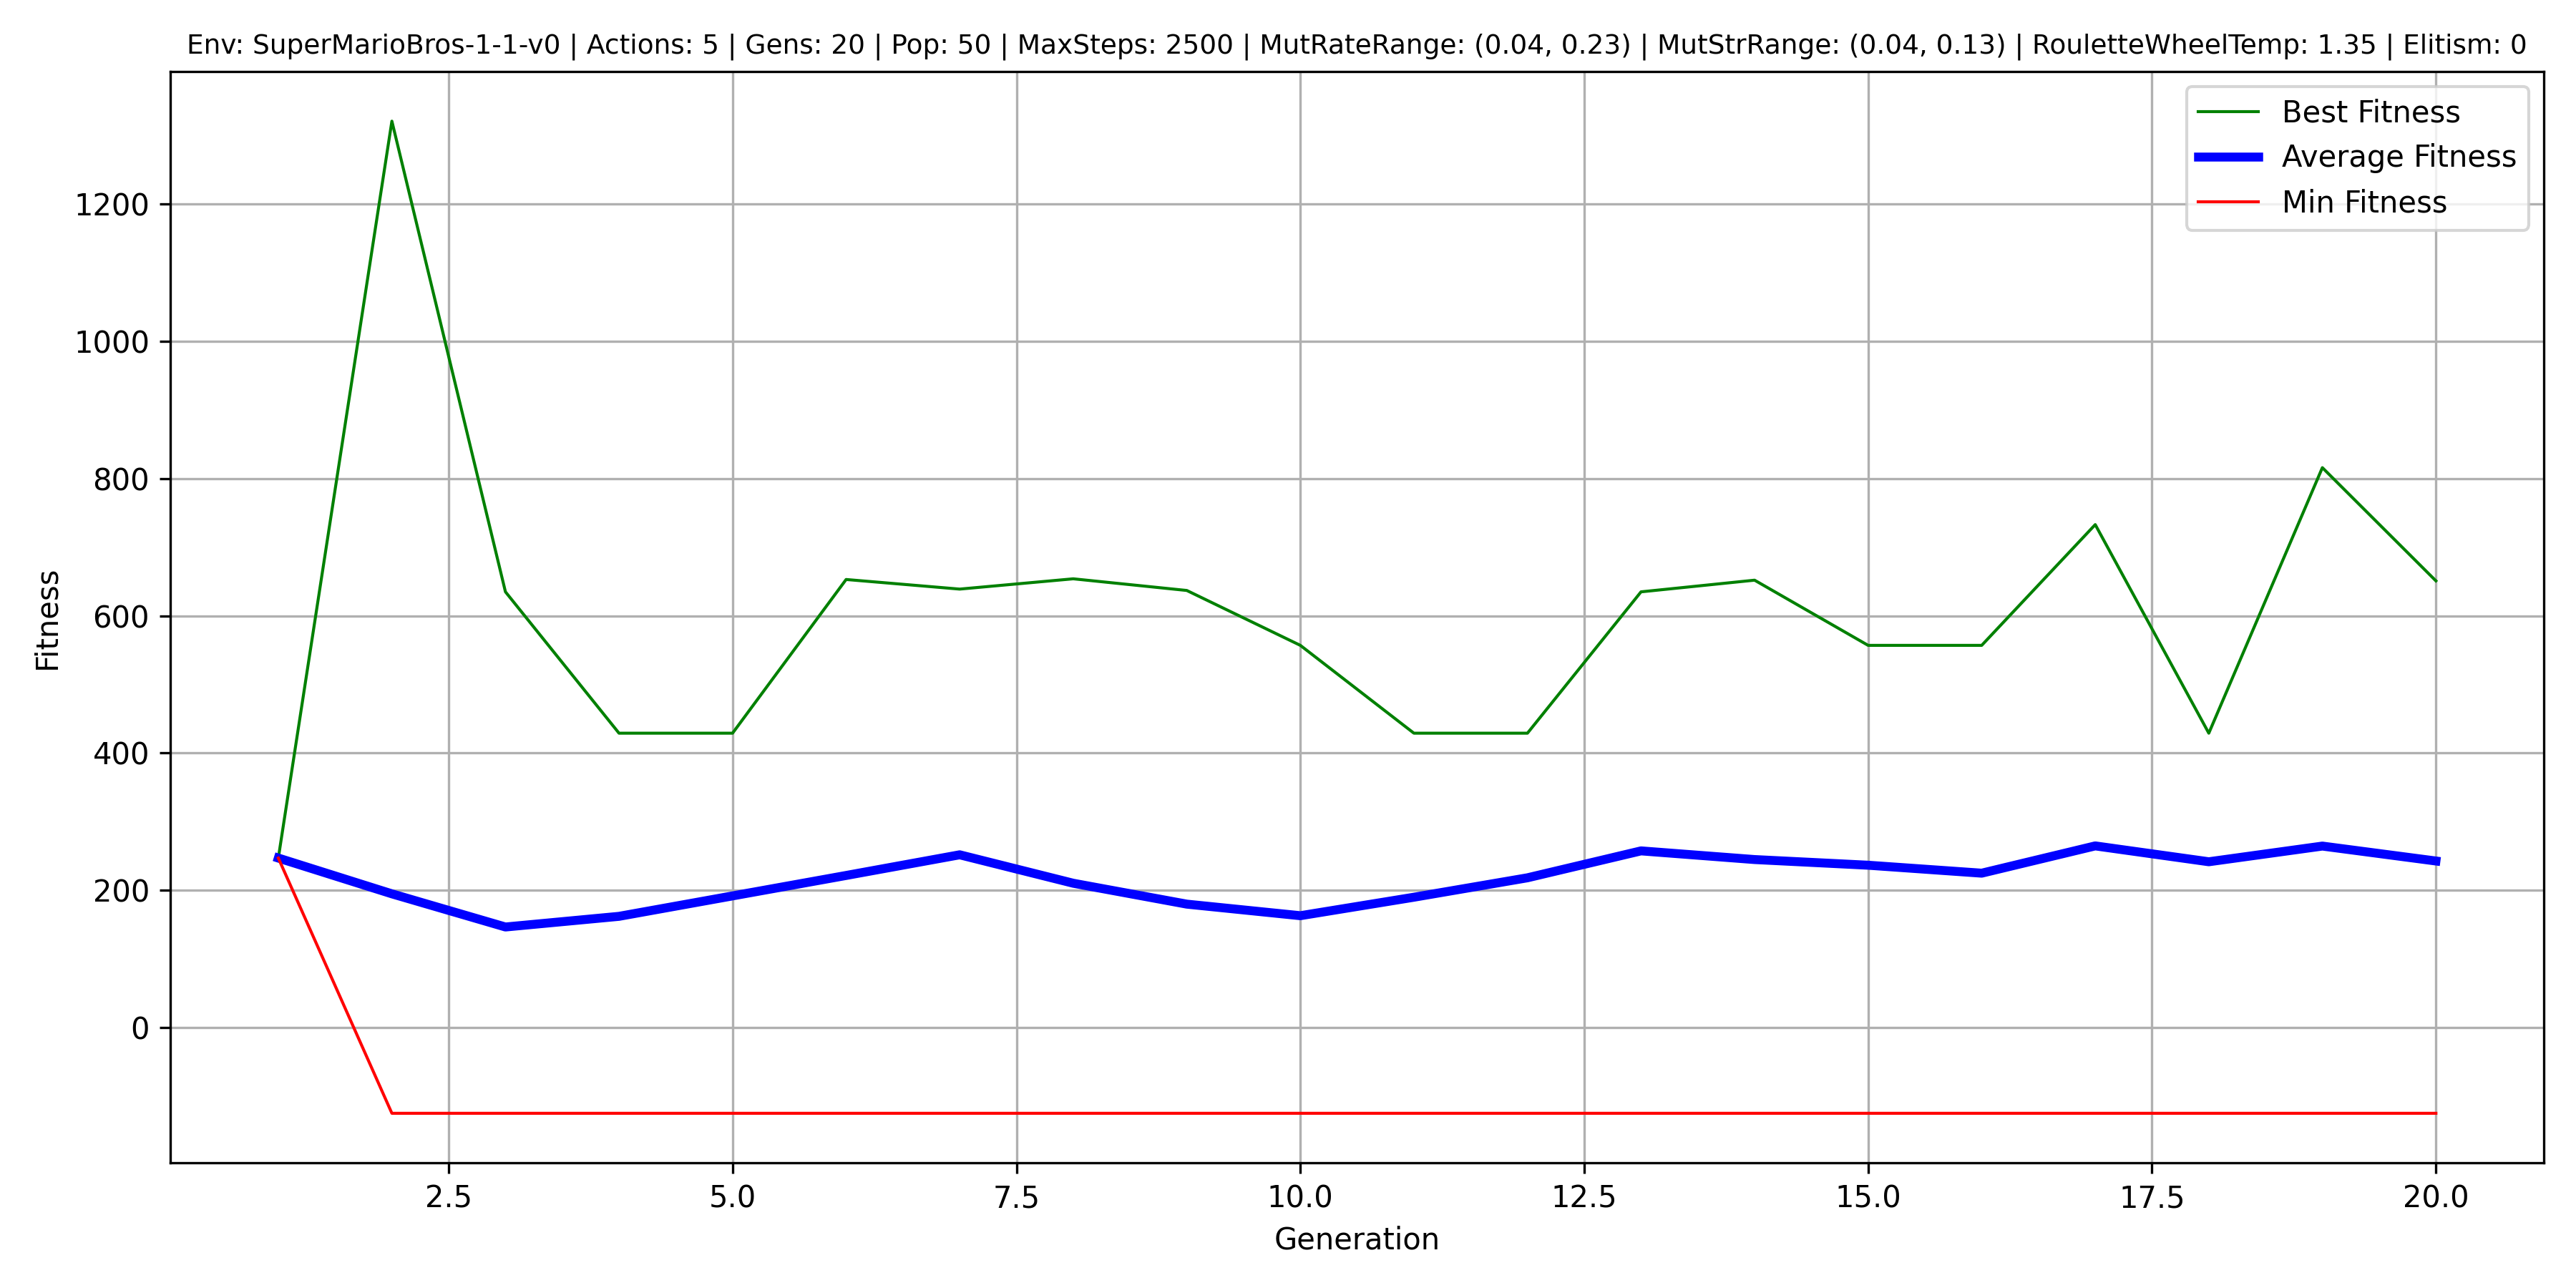 Env: SuperMarioBros-1-1-v0 | Actions: 5 | Gens: 20 | Pop: 50 | MaxSteps: 2500 | MutRateRange: (0.04, 0.23) | MutStrRange: (0.04, 0.13) | RouletteWheelTemp: 1.35 | Elitism: 0
Best Fitness
Average Fitness
Min Fitness
Fitness
1200
1000
800
600
400
200
0
2.5 5.0 7.5 10.0 12.5 15.0 17.5 20.0
Generation